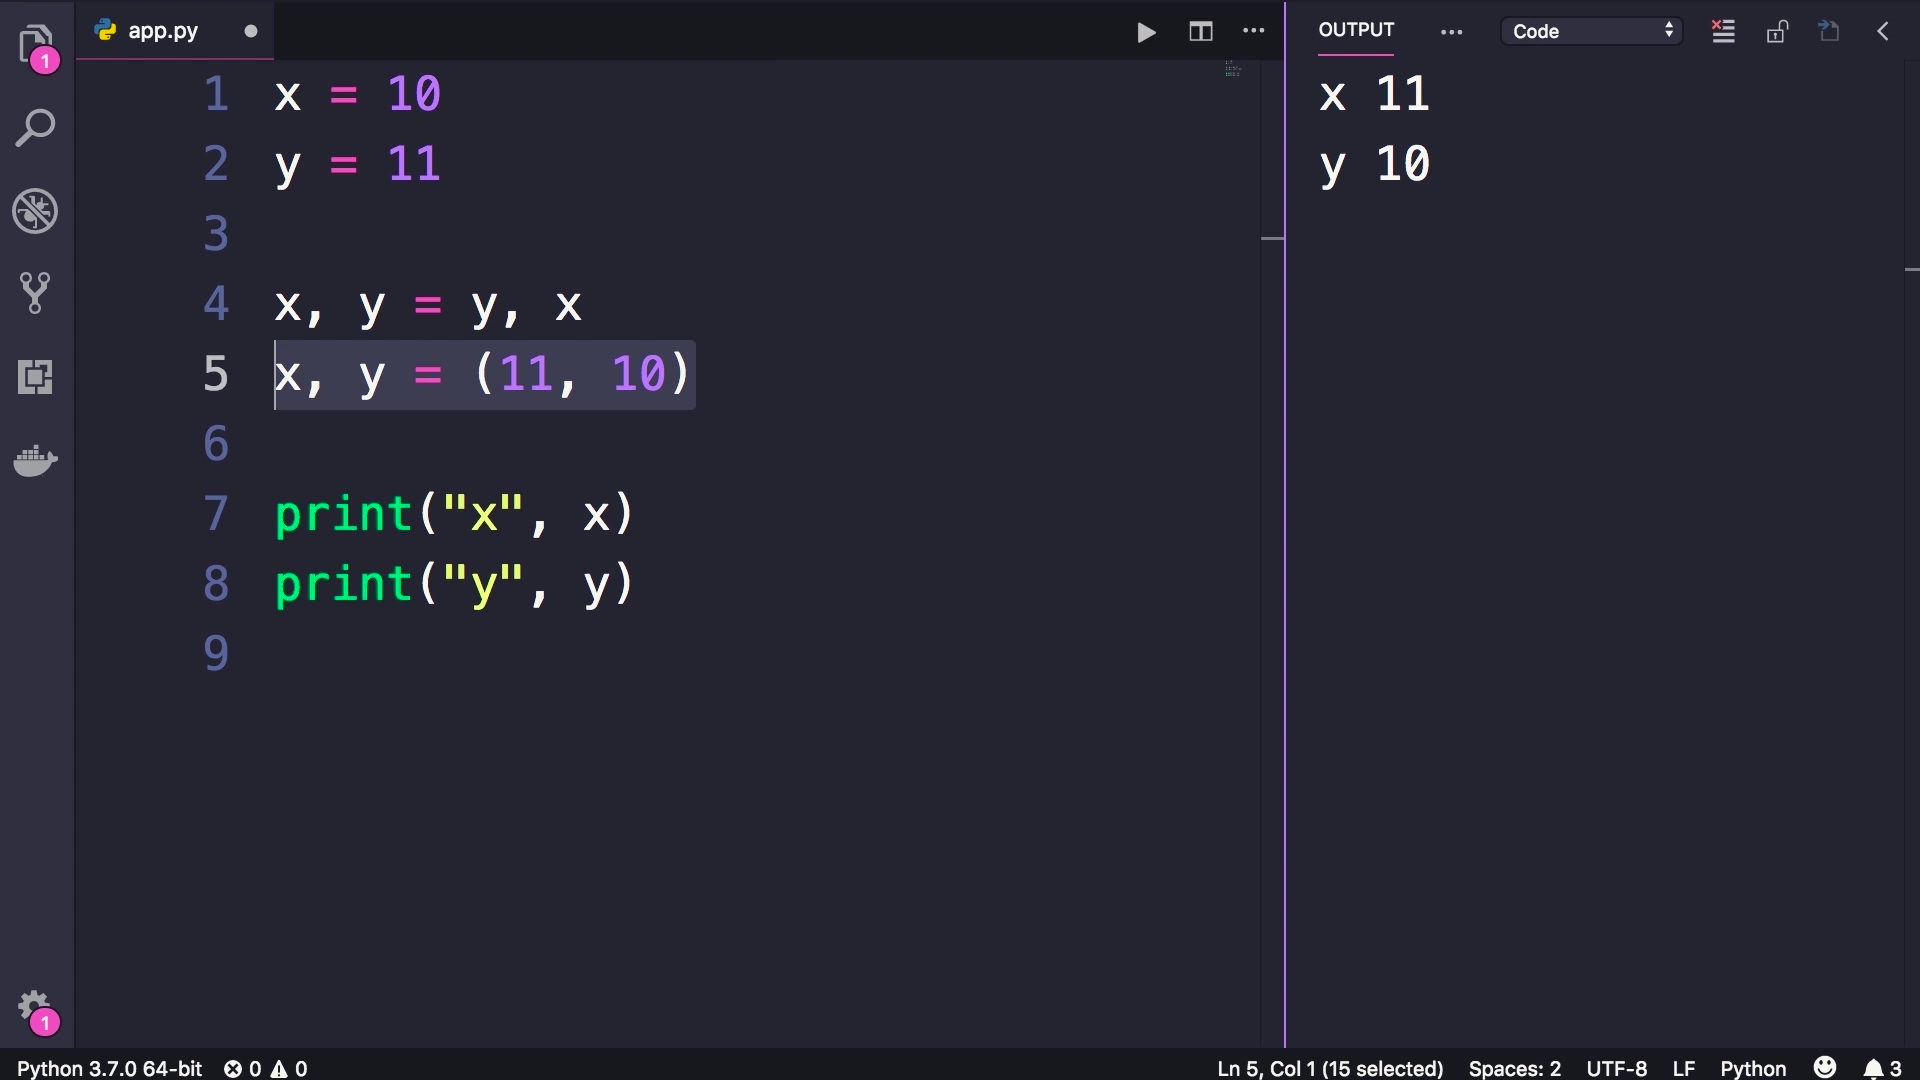 1
app.py
OUTPUT
Code
1 x = 10
2 y = 11
3
4 x, y = y, x
5 x, y = (11, 10)
6
7 print("x", x)
8 print("y", y)
9
x 11
y 10
1
Python 3.7.0 64-bit 0 0 Ln 5, Col 1 (15 selected) Spaces: 2 UTF-8 LF Python 3